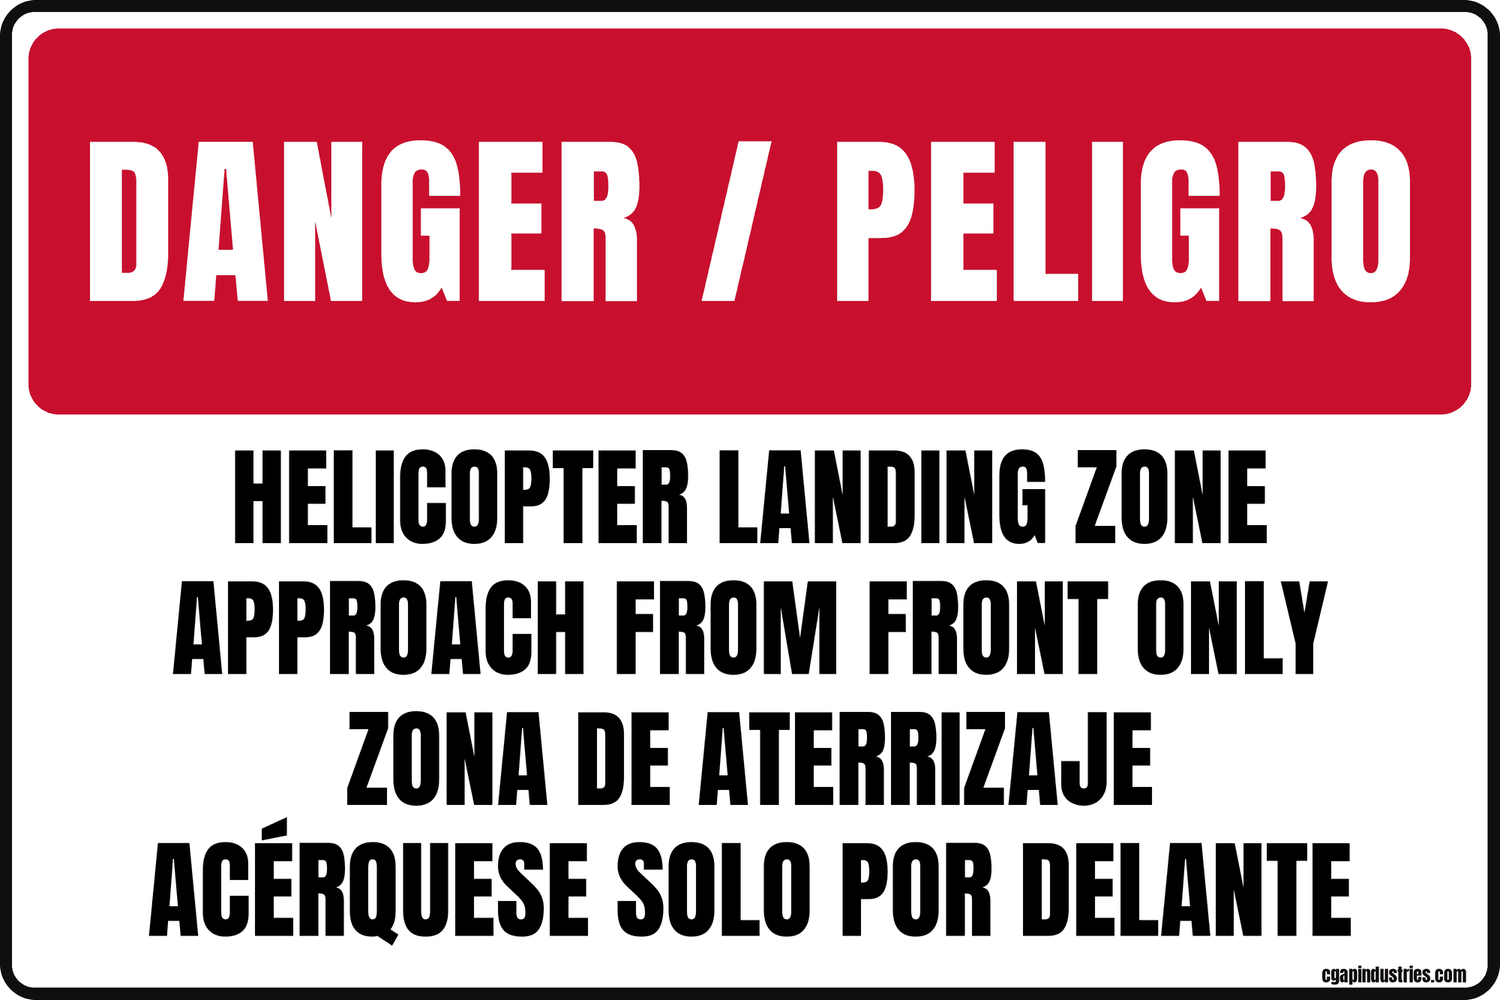 DANGER / PELIGRO
HELICOPTER LANDING ZONE
APPROACH FROM FRONT ONLY
ZONA DE ATERRIZAJE
ACÉRQUESE SOLO POR DELANTE
cgapindustries.com